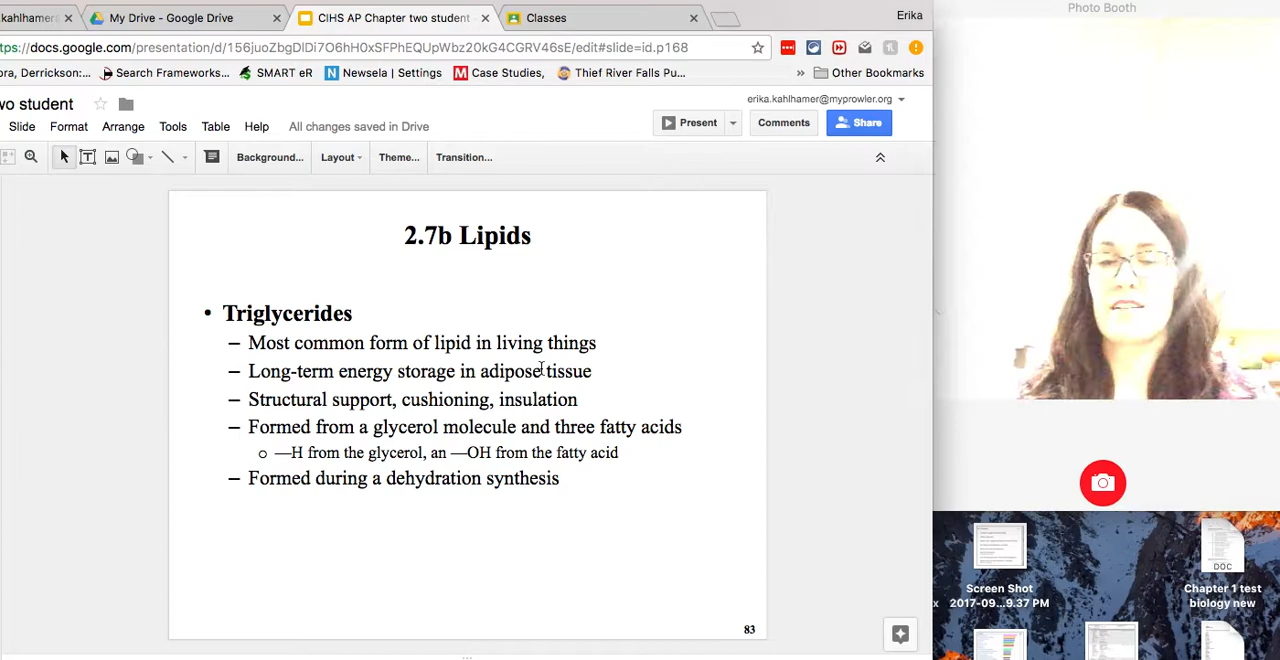 kahlhamer
My Drive - Google Drive
CIHS AP Chapter two student -
Classes
Erika
tps://docs.google.com/presentation/d/156juoZbgDlDi7O6hH0xSFPhEQUpWbz20kG4CGRV46sE/edit#slide=id.p168
ora, Derrickson:...
Search Frameworks...
SMART eR
Newsela | Settings
Case Studies,
Thief River Falls Pu...
» Other Bookmarks
wo student
erika.kahlhamer@myprowler.org
Slide Format Arrange Tools Table Help All changes saved in Drive
Present
Comments
Share
Background...
Layout
Theme...
Transition...
2.7b Lipids
• Triglycerides
– Most common form of lipid in living things
– Long-term energy storage in adipose tissue
– Structural support, cushioning, insulation
– Formed from a glycerol molecule and three fatty acids
o —H from the glycerol, an —OH from the fatty acid
– Formed during a dehydration synthesis
83
Photo Booth
Screen Shot
2017-09...9.37 PM
x
DOC
Chapter 1 test
biology new